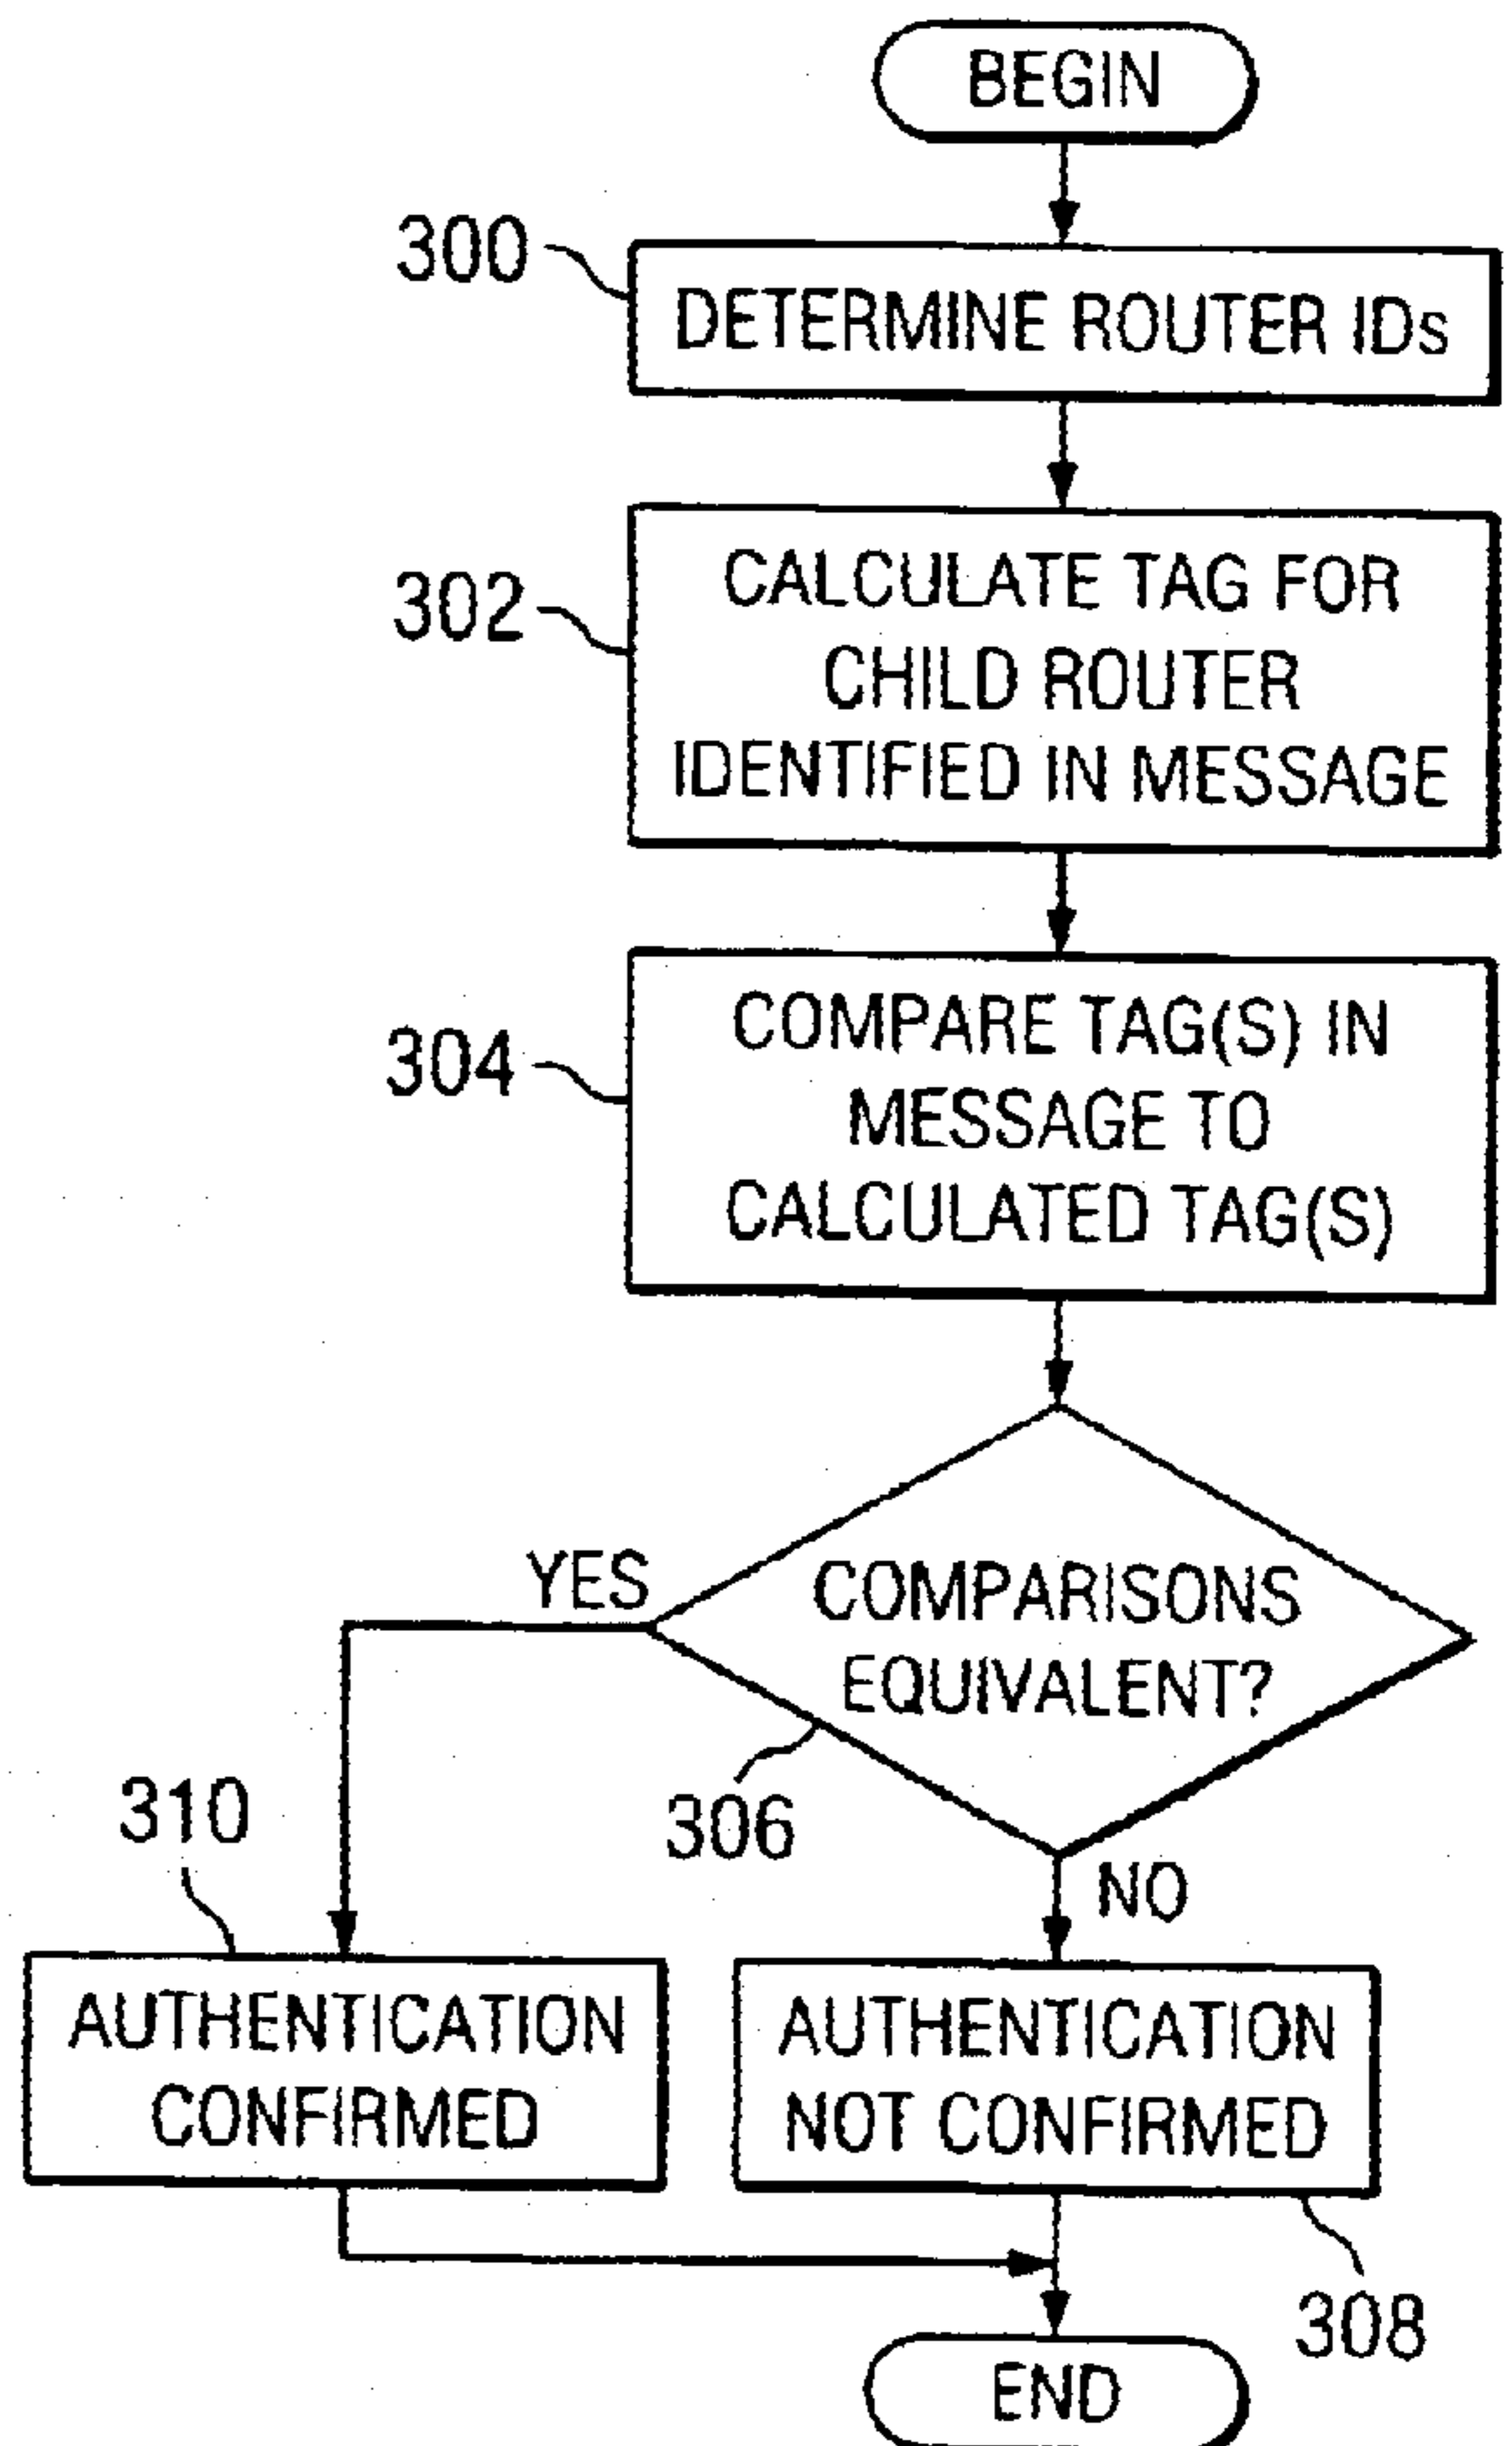 BEGIN
300
DETERMINE ROUTER IDs
302
CALCULATE TAG FOR
CHILD ROUTER
IDENTIFIED IN MESSAGE
304
COMPARE TAG(S) IN
MESSAGE TO
CALCULATED TAG(S)
YES
COMPARISONS
EQUIVALENT?
306
NO
310
AUTHENTICATION
CONFIRMED
AUTHENTICATION
NOT CONFIRMED
308
END